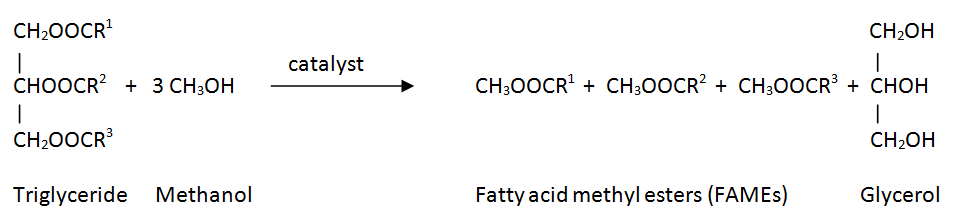 CH₂OOCR¹ CH₂OH
| catalyst |
CHOOCR² + 3 CH₃OH CH₃OOCR¹ + CH₃OOCR² + CH₃OOCR³ + CHOH
| |
CH₂OOCR³ CH₂OH
Triglyceride Methanol Fatty acid methyl esters (FAMEs) Glycerol